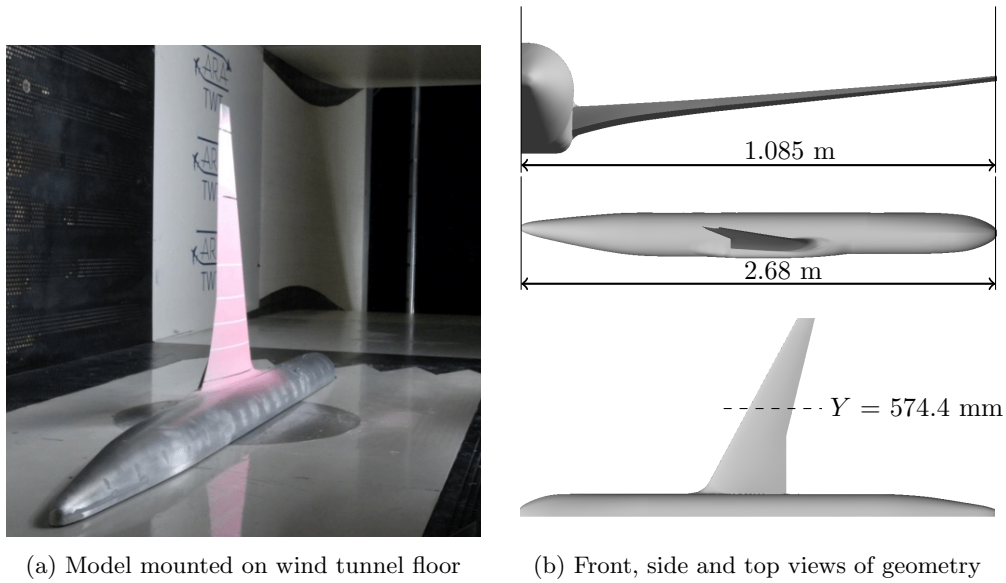 ARA
TWT
ARA
TW
ARA
TW
1.085 m
2.68 m
Y = 574.4 mm
(a) Model mounted on wind tunnel floor
(b) Front, side and top views of geometry